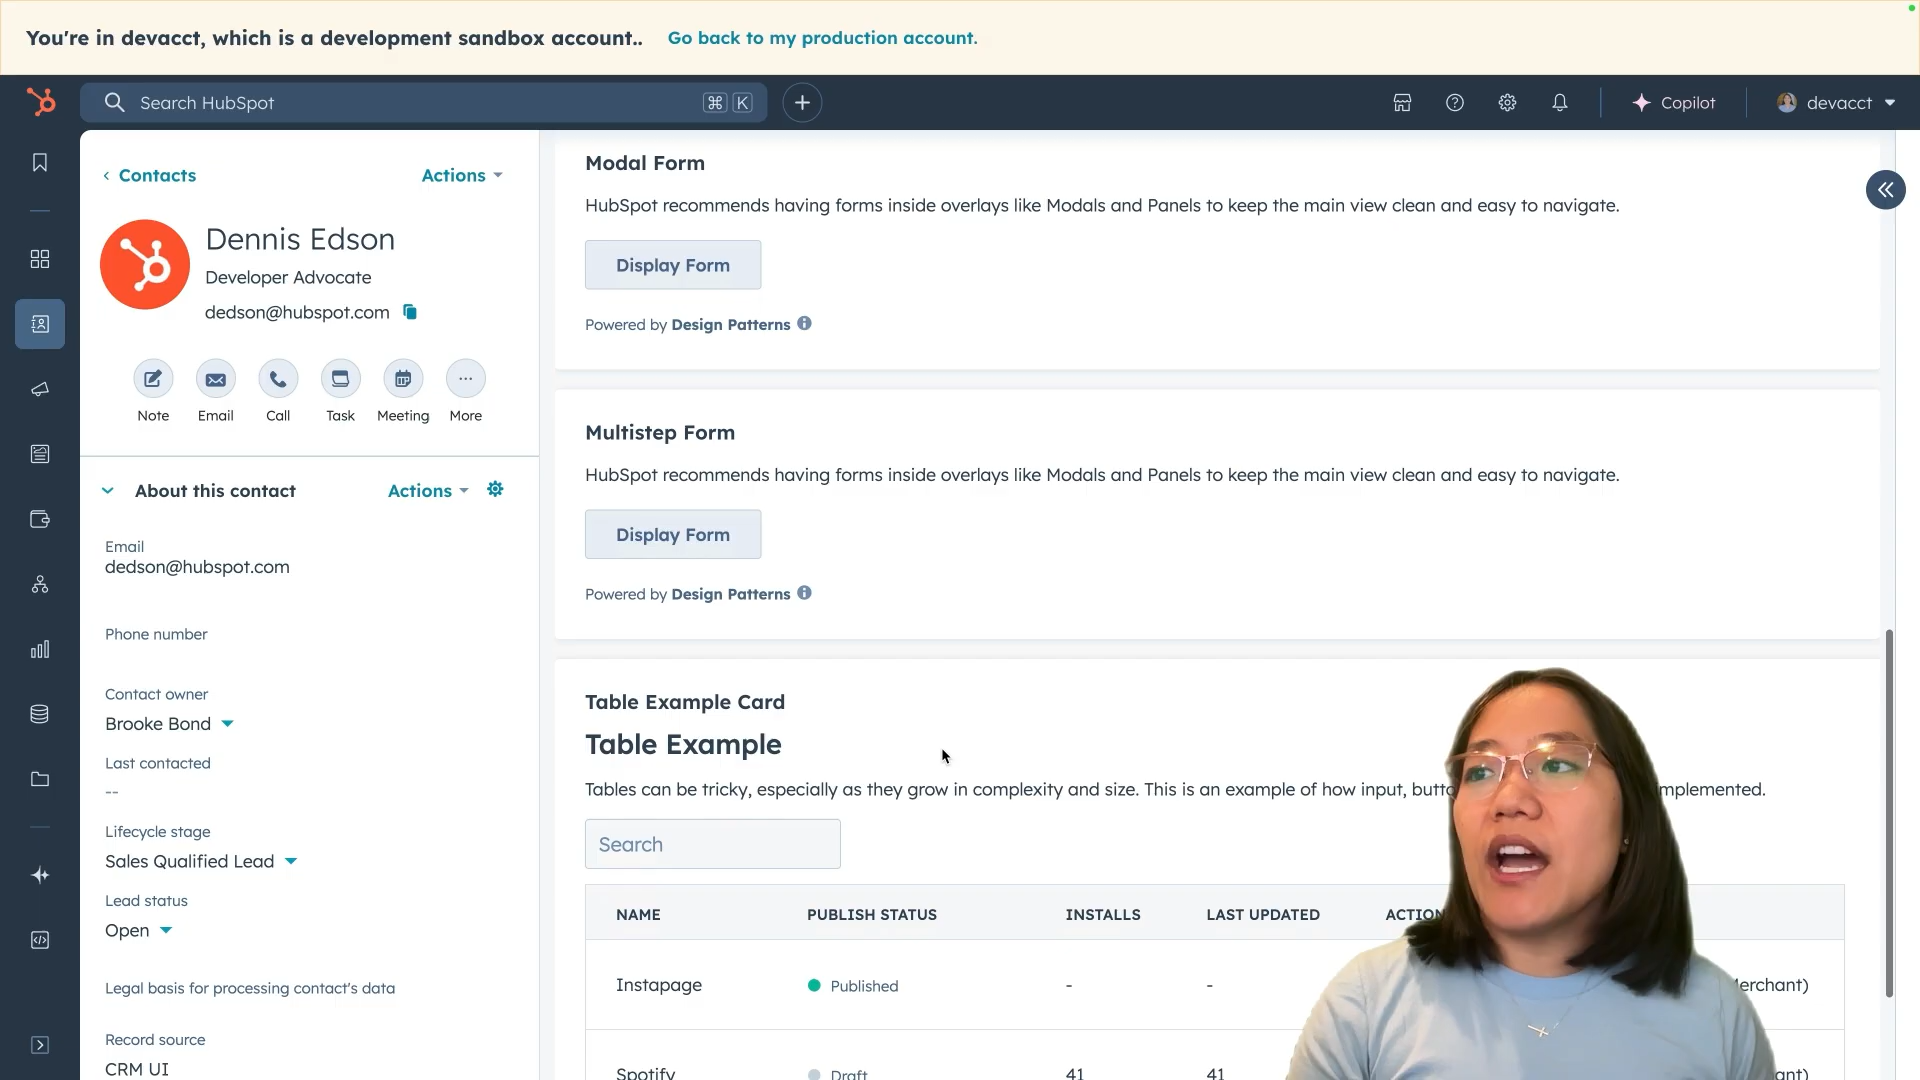 You're in devacct, which is a development sandbox account.. Go back to my production account.
Search HubSpot ⌘ K
Copilot
devacct
Contacts
Actions
Dennis Edson
Developer Advocate
dedson@hubspot.com
Note Email Call Task Meeting More
About this contact Actions
Email
dedson@hubspot.com
Phone number
Contact owner
Brooke Bond
Last contacted
--
Lifecycle stage
Sales Qualified Lead
Lead status
Open
Legal basis for processing contact's data
Record source
CRM UI
Modal Form
HubSpot recommends having forms inside overlays like Modals and Panels to keep the main view clean and easy to navigate.
Display Form
Powered by Design Patterns
Multistep Form
HubSpot recommends having forms inside overlays like Modals and Panels to keep the main view clean and easy to navigate.
Display Form
Powered by Design Patterns
Table Example Card
Table Example
Tables can be tricky, especially as they grow in complexity and size. This is an example of how input, implemented.
Search
NAME PUBLISH STATUS INSTALLS LAST UPDATED
Instapage Published - -
Spotify Draft 41 41